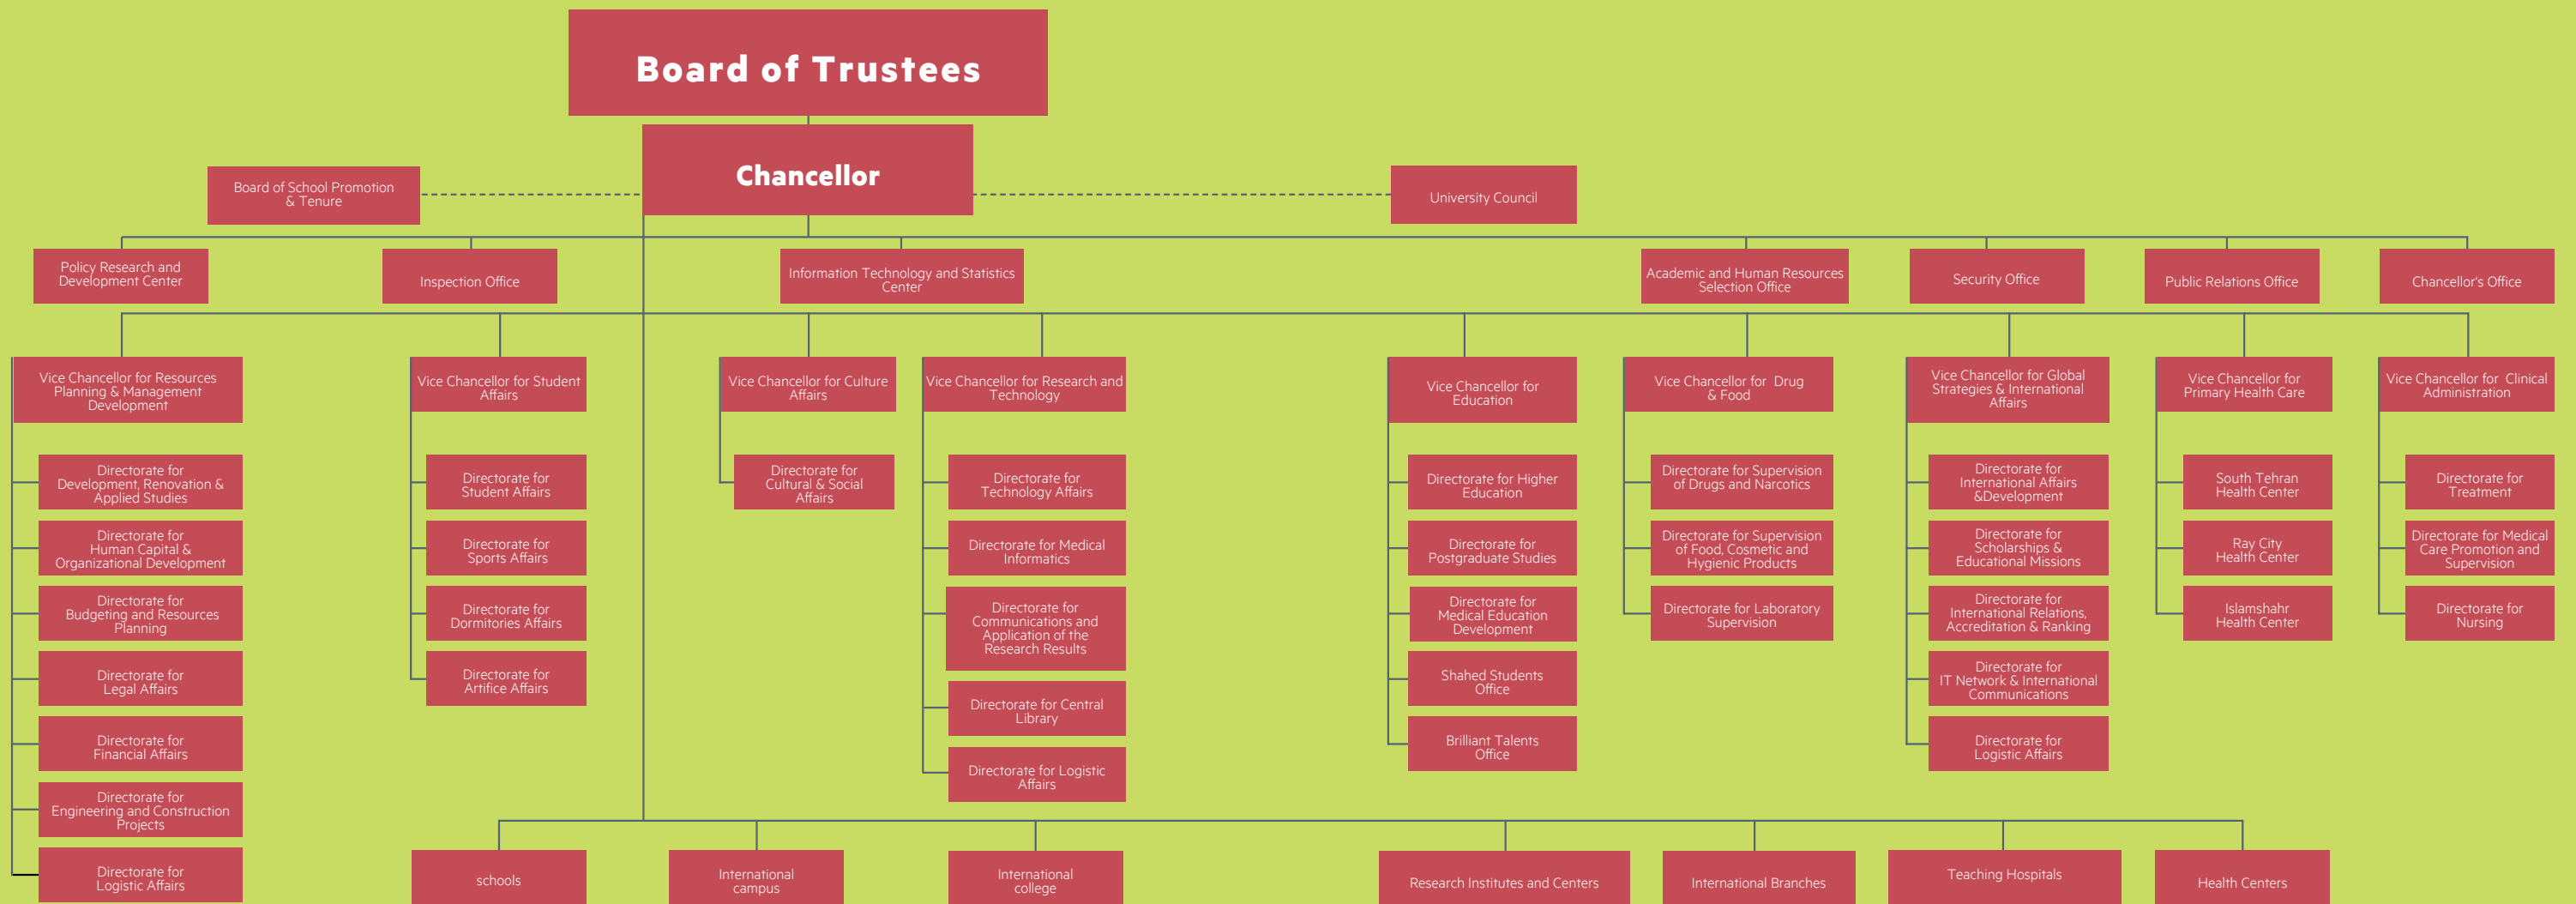 Board of Trustees
Chancellor
Board of School Promotion
& Tenure
University Council
Policy Research and
Development Center
Inspection Office
Information Technology and Statistics
Center
Academic and Human Resources
Selection Office
Security Office
Public Relations Office
Chancellor's Office
Vice Chancellor for Resources
Planning & Management
Development
Vice Chancellor for Student
Affairs
Vice Chancellor for Culture
Affairs
Vice Chancellor for Research and
Technology
Vice Chancellor for
Education
Vice Chancellor for Drug
& Food
Vice Chancellor for Global
Strategies & International
Affairs
Vice Chancellor for
Primary Health Care
Vice Chancellor for Clinical
Administration
Directorate for
Development, Renovation &
Applied Studies
Directorate for
Human Capital &
Organizational Development
Directorate for
Budgeting and Resources
Planning
Directorate for
Legal Affairs
Directorate for
Financial Affairs
Directorate for
Engineering and Construction
Projects
Directorate for
Logistic Affairs
Directorate for
Student Affairs
Directorate for
Sports Affairs
Directorate for
Dormitories Affairs
Directorate for
Artifice Affairs
Directorate for
Cultural & Social
Affairs
Directorate for
Technology Affairs
Directorate for Medical
Informatics
Directorate for
Communications and
Application of the
Research Results
Directorate for Central
Library
Directorate for Logistic
Affairs
Directorate for Higher
Education
Directorate for
Postgraduate Studies
Directorate for
Medical Education
Development
Shahed Students
Office
Brilliant Talents
Office
Directorate for Supervision
of Drugs and Narcotics
Directorate for Supervision
of Food, Cosmetic and
Hygienic Products
Directorate for Laboratory
Supervision
Directorate for
International Affairs
&Development
Directorate for
Scholarships &
Educational Missions
Directorate for
International Relations,
Accreditation & Ranking
Directorate for
IT Network & International
Communications
Directorate for
Logistic Affairs
South Tehran
Health Center
Ray City
Health Center
Islamshahr
Health Center
Directorate for
Treatment
Directorate for Medical
Care Promotion and
Supervision
Directorate for
Nursing
schools
International
campus
International
college
Research Institutes and Centers
International Branches
Teaching Hospitals
Health Centers